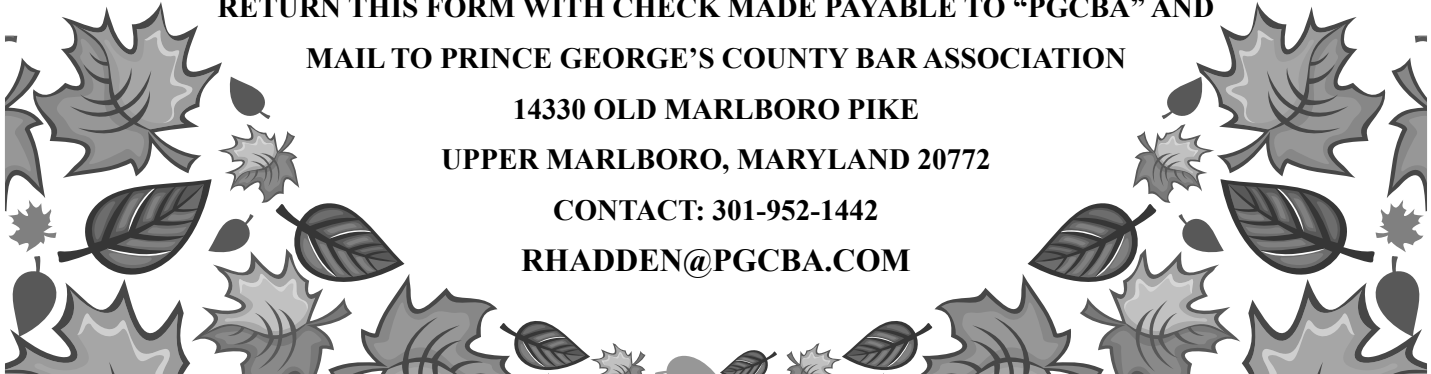 RETURN THIS FORM WITH CHECK MADE PAYABLE TO “PGCBA” AND
MAIL TO PRINCE GEORGE’S COUNTY BAR ASSOCIATION
14330 OLD MARLBORO PIKE
UPPER MARLBORO, MARYLAND 20772
CONTACT: 301-952-1442
RHADDEN@PGCBA.COM